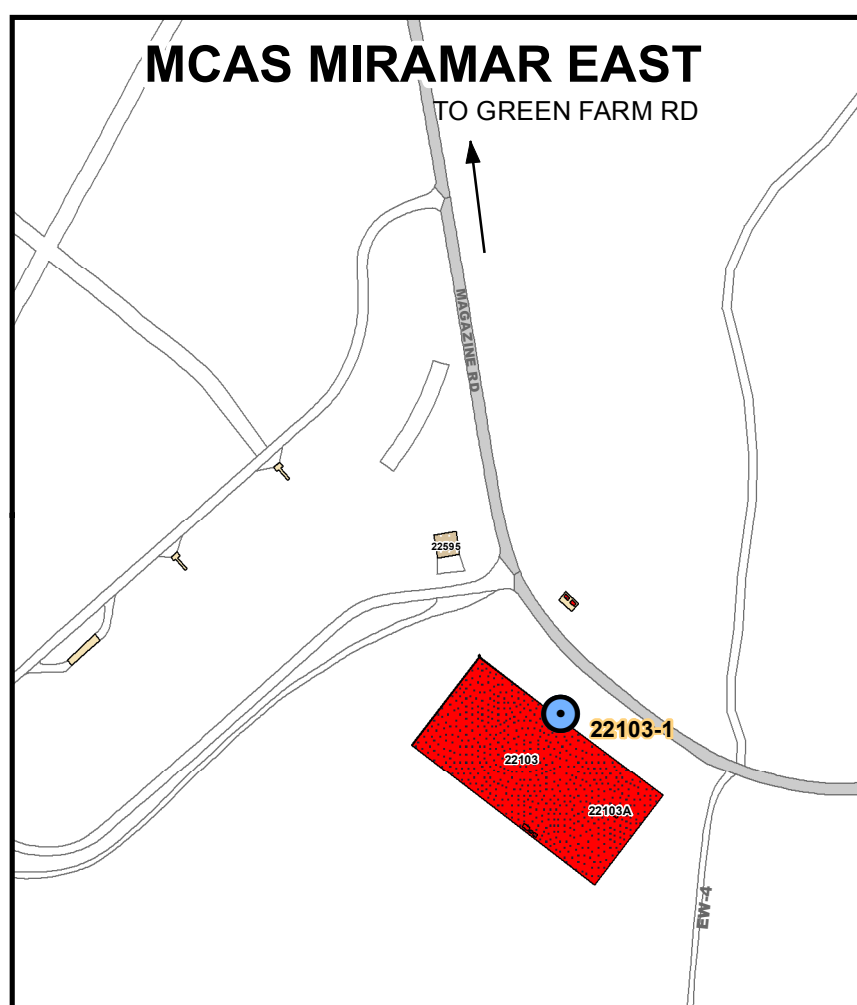 MCAS MIRAMAR EAST
TO GREEN FARM RD
MAGAZINE RD
22595
22103-1
22103
22103A
EW-4